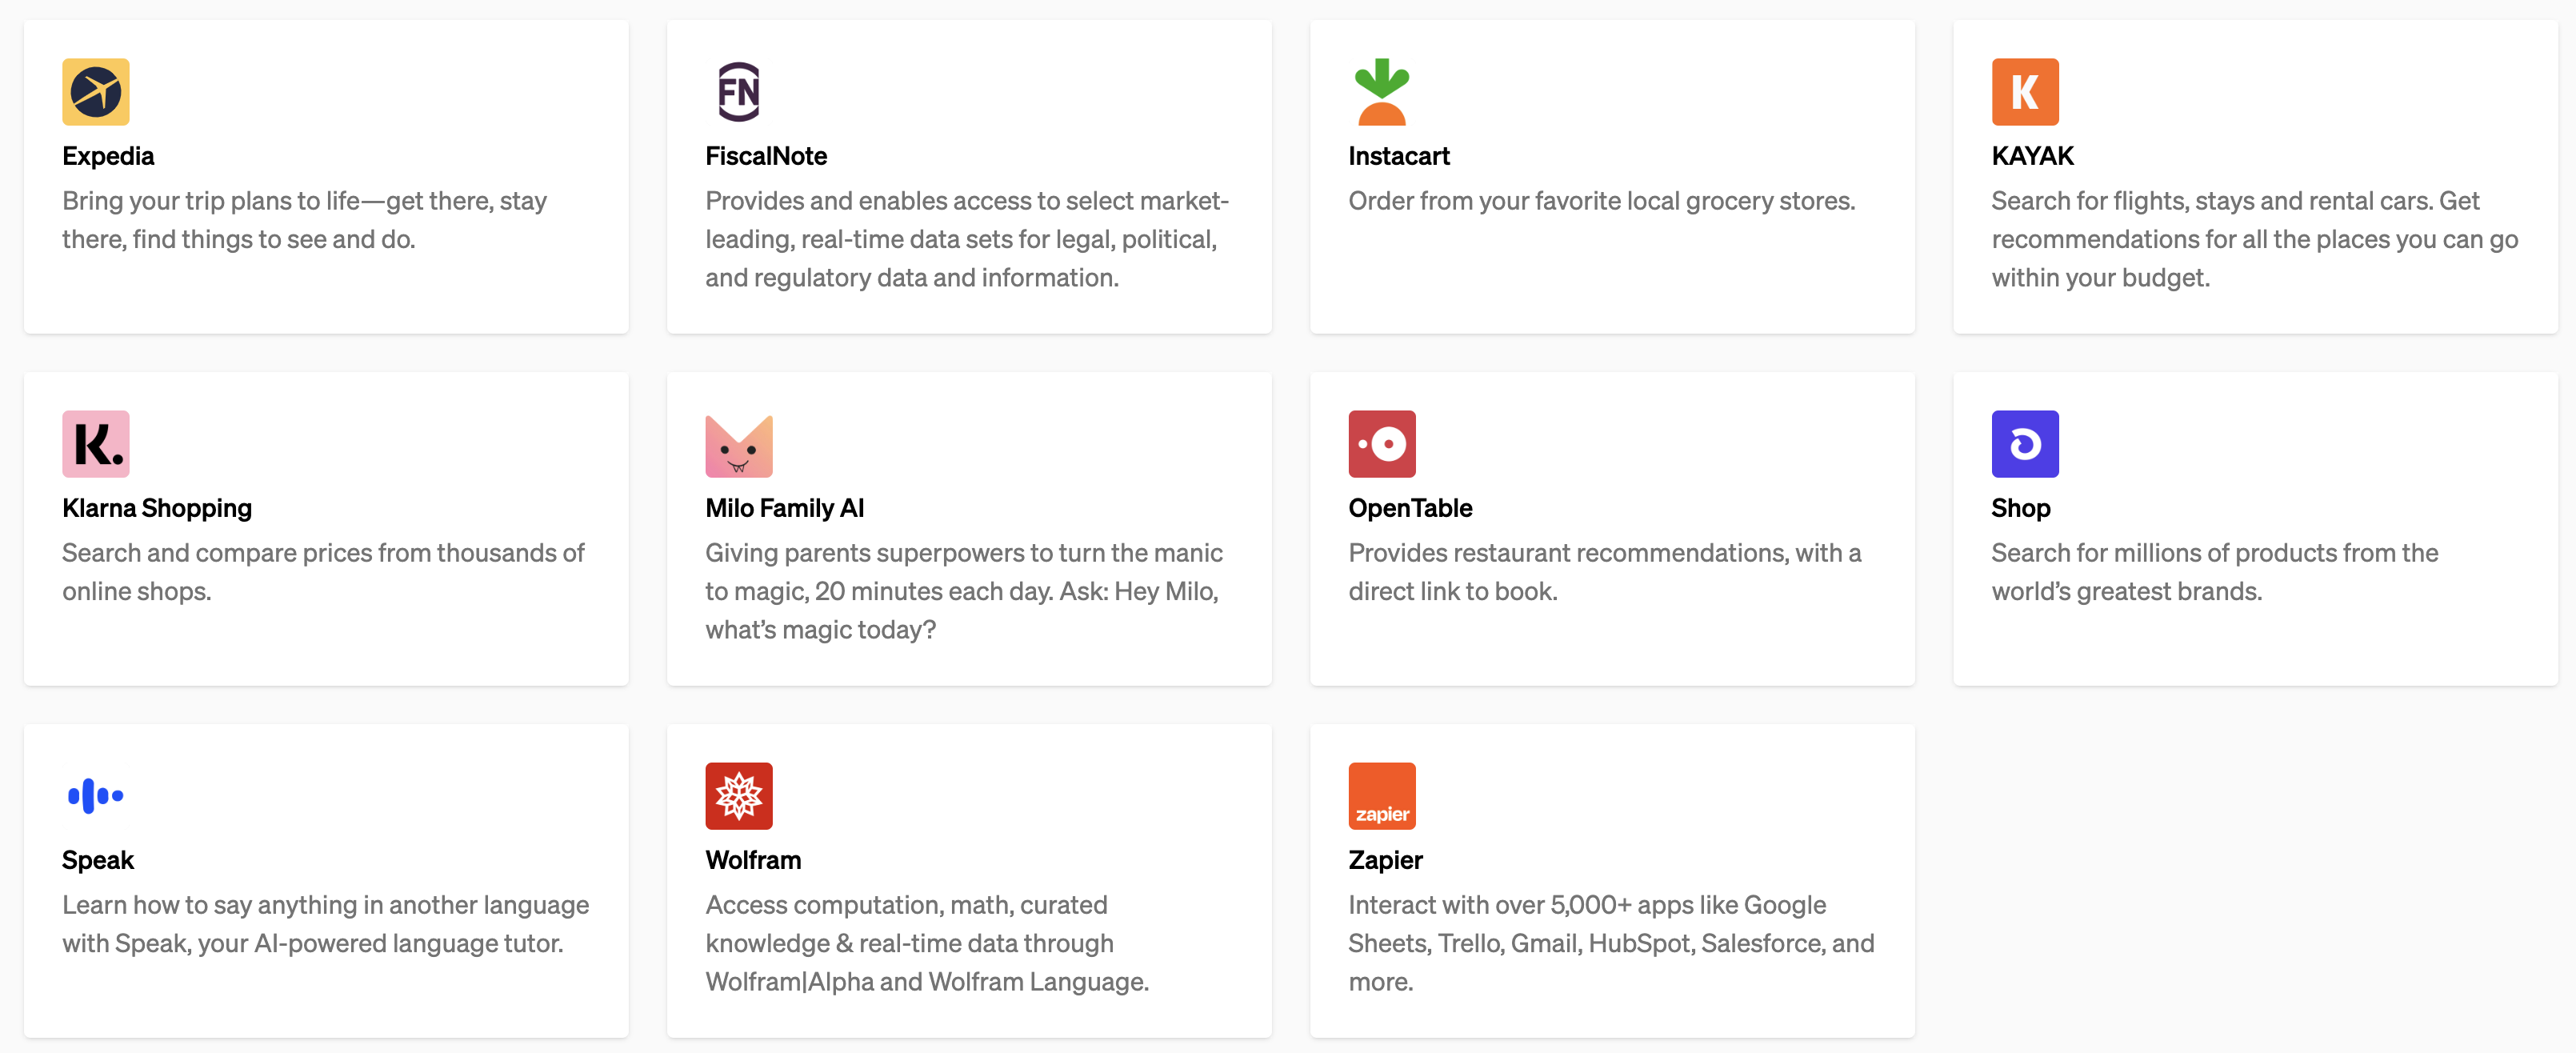 FN
K
Expedia
Bring your trip plans to life—get there, stay
there, find things to see and do.
FiscalNote
Provides and enables access to select market-
leading, real-time data sets for legal, political,
and regulatory data and information.
Instacart
Order from your favorite local grocery stores.
KAYAK
Search for flights, stays and rental cars. Get
recommendations for all the places you can go
within your budget.
K.
Klarna Shopping
Search and compare prices from thousands of
online shops.
Milo Family AI
Giving parents superpowers to turn the manic
to magic, 20 minutes each day. Ask: Hey Milo,
what’s magic today?
OpenTable
Provides restaurant recommendations, with a
direct link to book.
Shop
Search for millions of products from the
world’s greatest brands.
Speak
Learn how to say anything in another language
with Speak, your AI-powered language tutor.
Wolfram
Access computation, math, curated
knowledge & real-time data through
Wolfram|Alpha and Wolfram Language.
zapier
Zapier
Interact with over 5,000+ apps like Google
Sheets, Trello, Gmail, HubSpot, Salesforce, and
more.